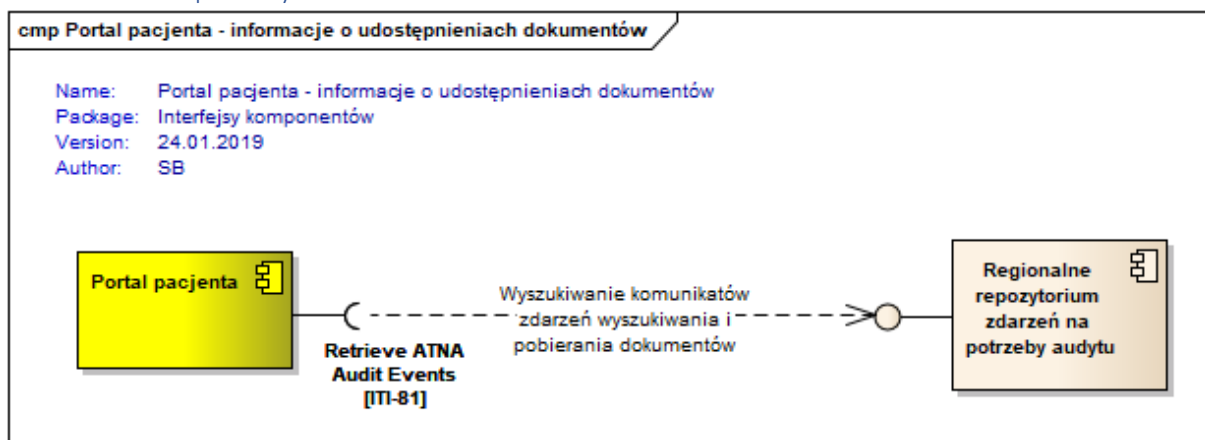 cmp Portal pacjenta - informacje o udostępnieniach dokumentów
Name: Portal pacjenta - informacje o udostępnieniach dokumentów
Package: Interfejsy komponentów
Version: 24.01.2019
Author: SB
Portal pacjenta
Retrieve ATNA
Audit Events
[ITI-81]
Wyszukiwanie komunikatów
zdarzeń wyszukiwania i
pobierania dokumentów
Regionalne
repozytorium
zdarzeń na
potrzeby audytu